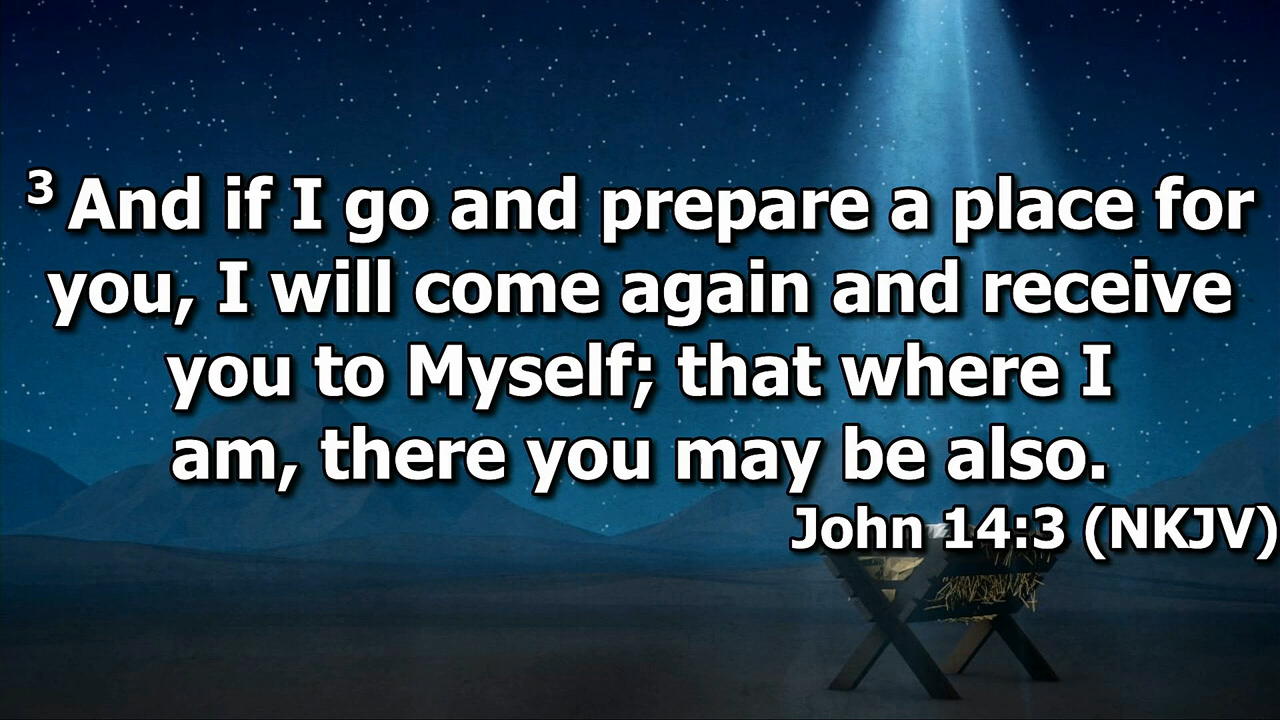 3 And if I go and prepare a place for
you, I will come again and receive
you to Myself; that where I
am, there you may be also.
John 14:3 (NKJV)